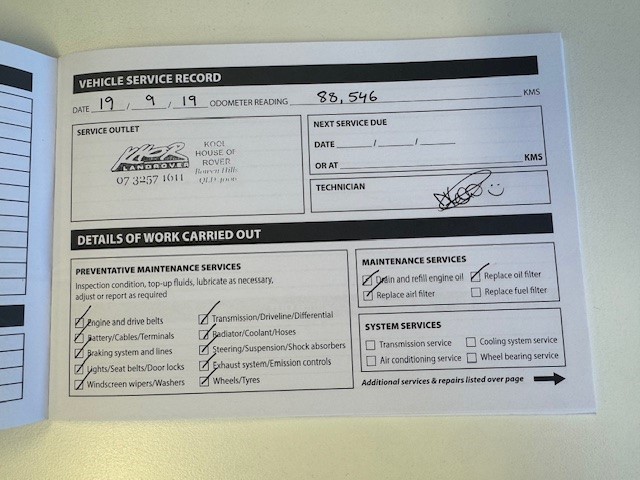 VEHICLE SERVICE RECORD
DATE 19 / 9 / 19 ODOMETER READING 88,546 KMS
SERVICE OUTLET
KOOL
HOUSE OF
ROVER
LANDROVER
Bowen Hills
07 3257 1611 QLD 4006
NEXT SERVICE DUE
DATE / /
OR AT KMS
TECHNICIAN
DETAILS OF WORK CARRIED OUT
PREVENTATIVE MAINTENANCE SERVICES
Inspection condition, top-up fluids, lubricate as necessary,
adjust or report as required
Engine and drive belts
Battery/Cables/Terminals
Braking system and lines
Lights/Seat belts/Door locks
Windscreen wipers/Washers
Transmission/Driveline/Differential
Radiator/Coolant/Hoses
Steering/Suspension/Shock absorbers
Exhaust system/Emission controls
Wheels/Tyres
MAINTENANCE SERVICES
Drain and refill engine oil
Replace airl filter
Replace oil filter
Replace fuel filter
SYSTEM SERVICES
Transmission service
Air conditioning service
Cooling system service
Wheel bearing service
Additional services & repairs listed over page